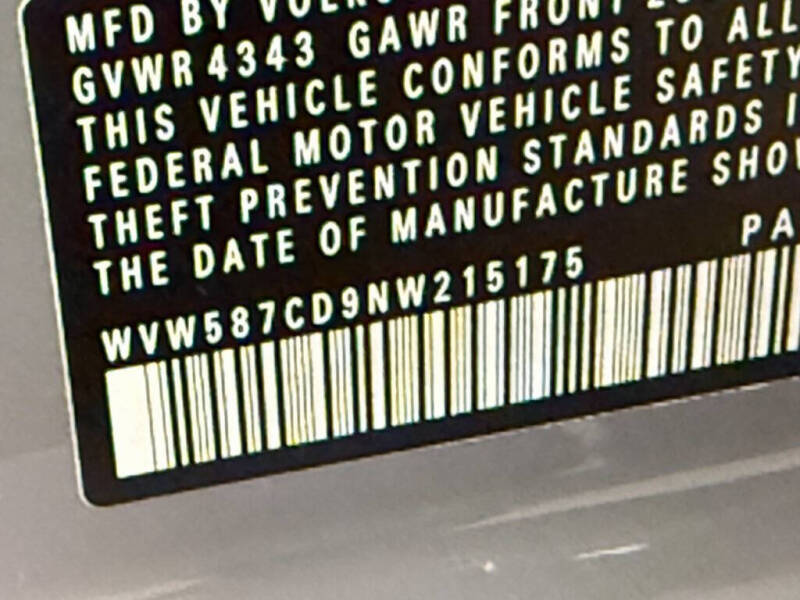 MFD BY
GVWR 4343 GAWR FRONT
THIS VEHICLE CONFORMS TO ALL
FEDERAL MOTOR VEHICLE SAFETY
THEFT PREVENTION STANDARDS
THE DATE OF MANUFACTURE
PA
WVW587CD9NW215175